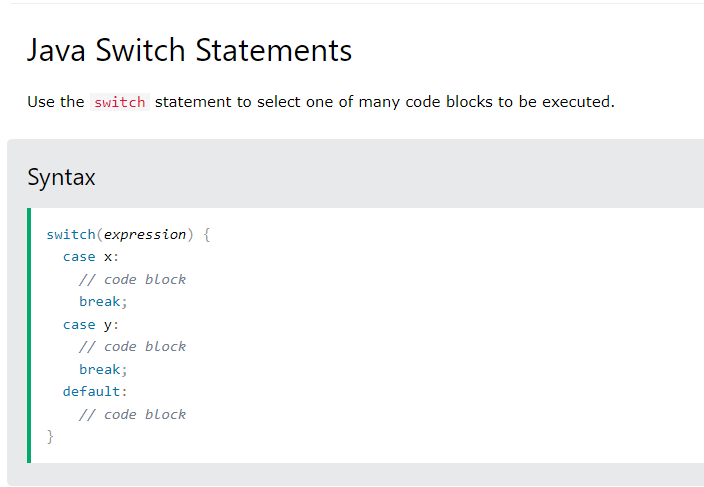 Java Switch Statements
Use the switch statement to select one of many code blocks to be executed.
Syntax
switch(expression) {
  case x:
    // code block
    break;
  case y:
    // code block
    break;
  default:
    // code block
}